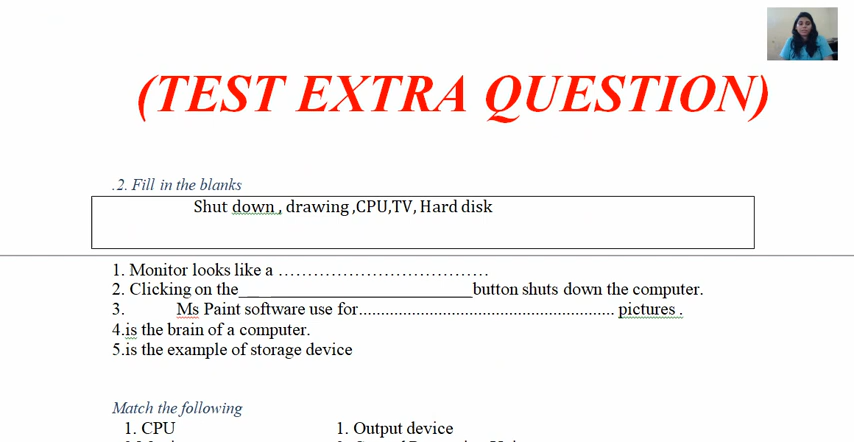 (TEST EXTRA QUESTION)
.2. Fill in the blanks
Shut down , drawing ,CPU,TV, Hard disk
1. Monitor looks like a ………………………………
2. Clicking on the__________________________button shuts down the computer.
3. Ms Paint software use for......................................................... pictures .
4.is the brain of a computer.
5.is the example of storage device
Match the following
1. CPU 1. Output device